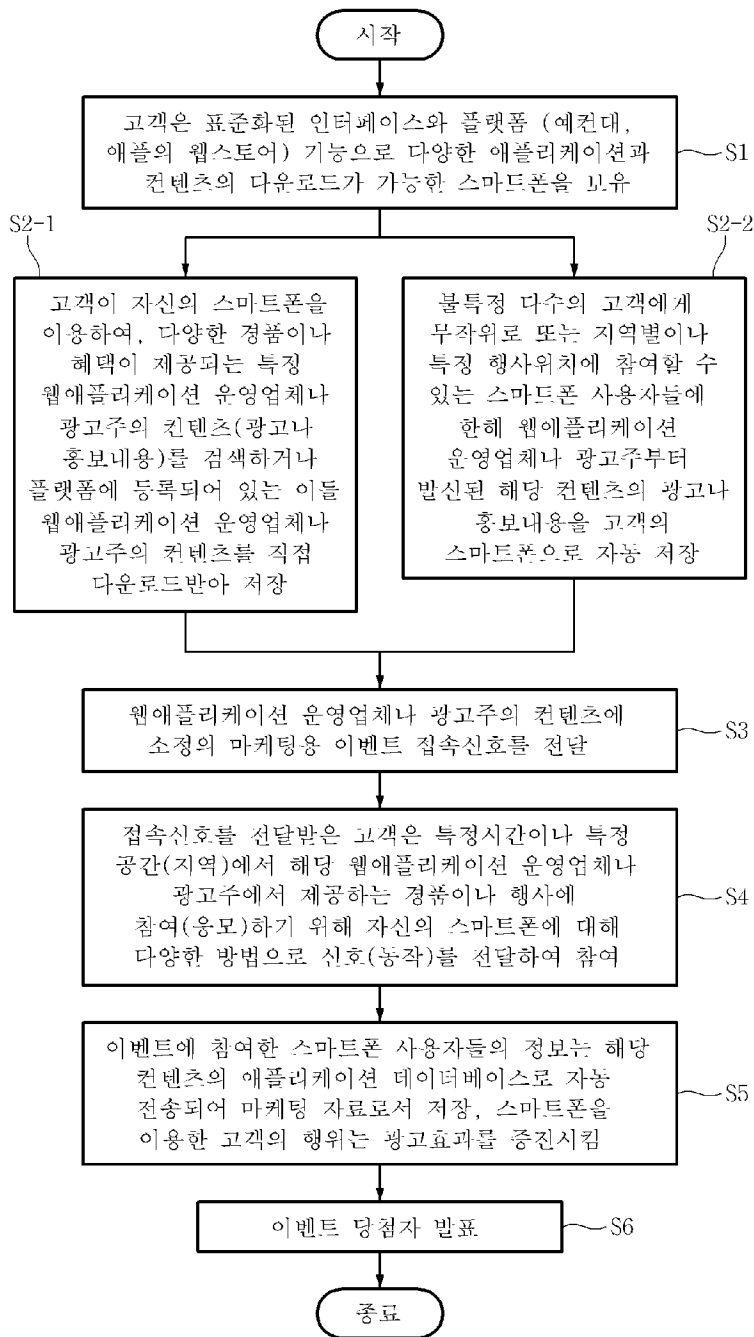 시작
고객은 표준화된 인터페이스와 플랫폼 (예컨대,
애플의 웹스토어) 기능으로 다양한 애플리케이션과
컨텐츠의 다운로드가 가능한 스마트폰을 보유
S1
S2-1
고객이 자신의 스마트폰을
이용하여, 다양한 경품이나
혜택이 제공되는 특정
웹애플리케이션 운영업체나
광고주의 컨텐츠(광고나
홍보내용)를 검색하거나
플랫폼에 등록되어 있는 이들
웹애플리케이션 운영업체나
광고주의 컨텐츠를 직접
다운로드받아 저장
S2-2
불특정 다수의 고객에게
무작위로 또는 지역별이나
특정 행사위치에 참여할 수
있는 스마트폰 사용자들에
한해 웹애플리케이션
운영업체나 광고주부터
발신된 해당 컨텐츠의 광고나
홍보내용을 고객의
스마트폰으로 자동 저장
웹애플리케이션 운영업체나 광고주의 컨텐츠에
소정의 마케팅용 이벤트 접속신호를 전달
S3
접속신호를 전달받은 고객은 특정시간이나 특정
공간(지역)에서 해당 웹애플리케이션 운영업체나
광고주에서 제공하는 경품이나 행사에
참여(응모)하기 위해 자신의 스마트폰에 대해
다양한 방법으로 신호(동작)를 전달하여 참여
S4
이벤트에 참여한 스마트폰 사용자들의 정보는 해당
컨텐츠의 애플리케이션 데이터베이스로 자동
전송되어 마케팅 자료로서 저장, 스마트폰을
이용한 고객의 행위는 광고효과를 증진시킴
S5
이벤트 당첨자 발표
S6
종료